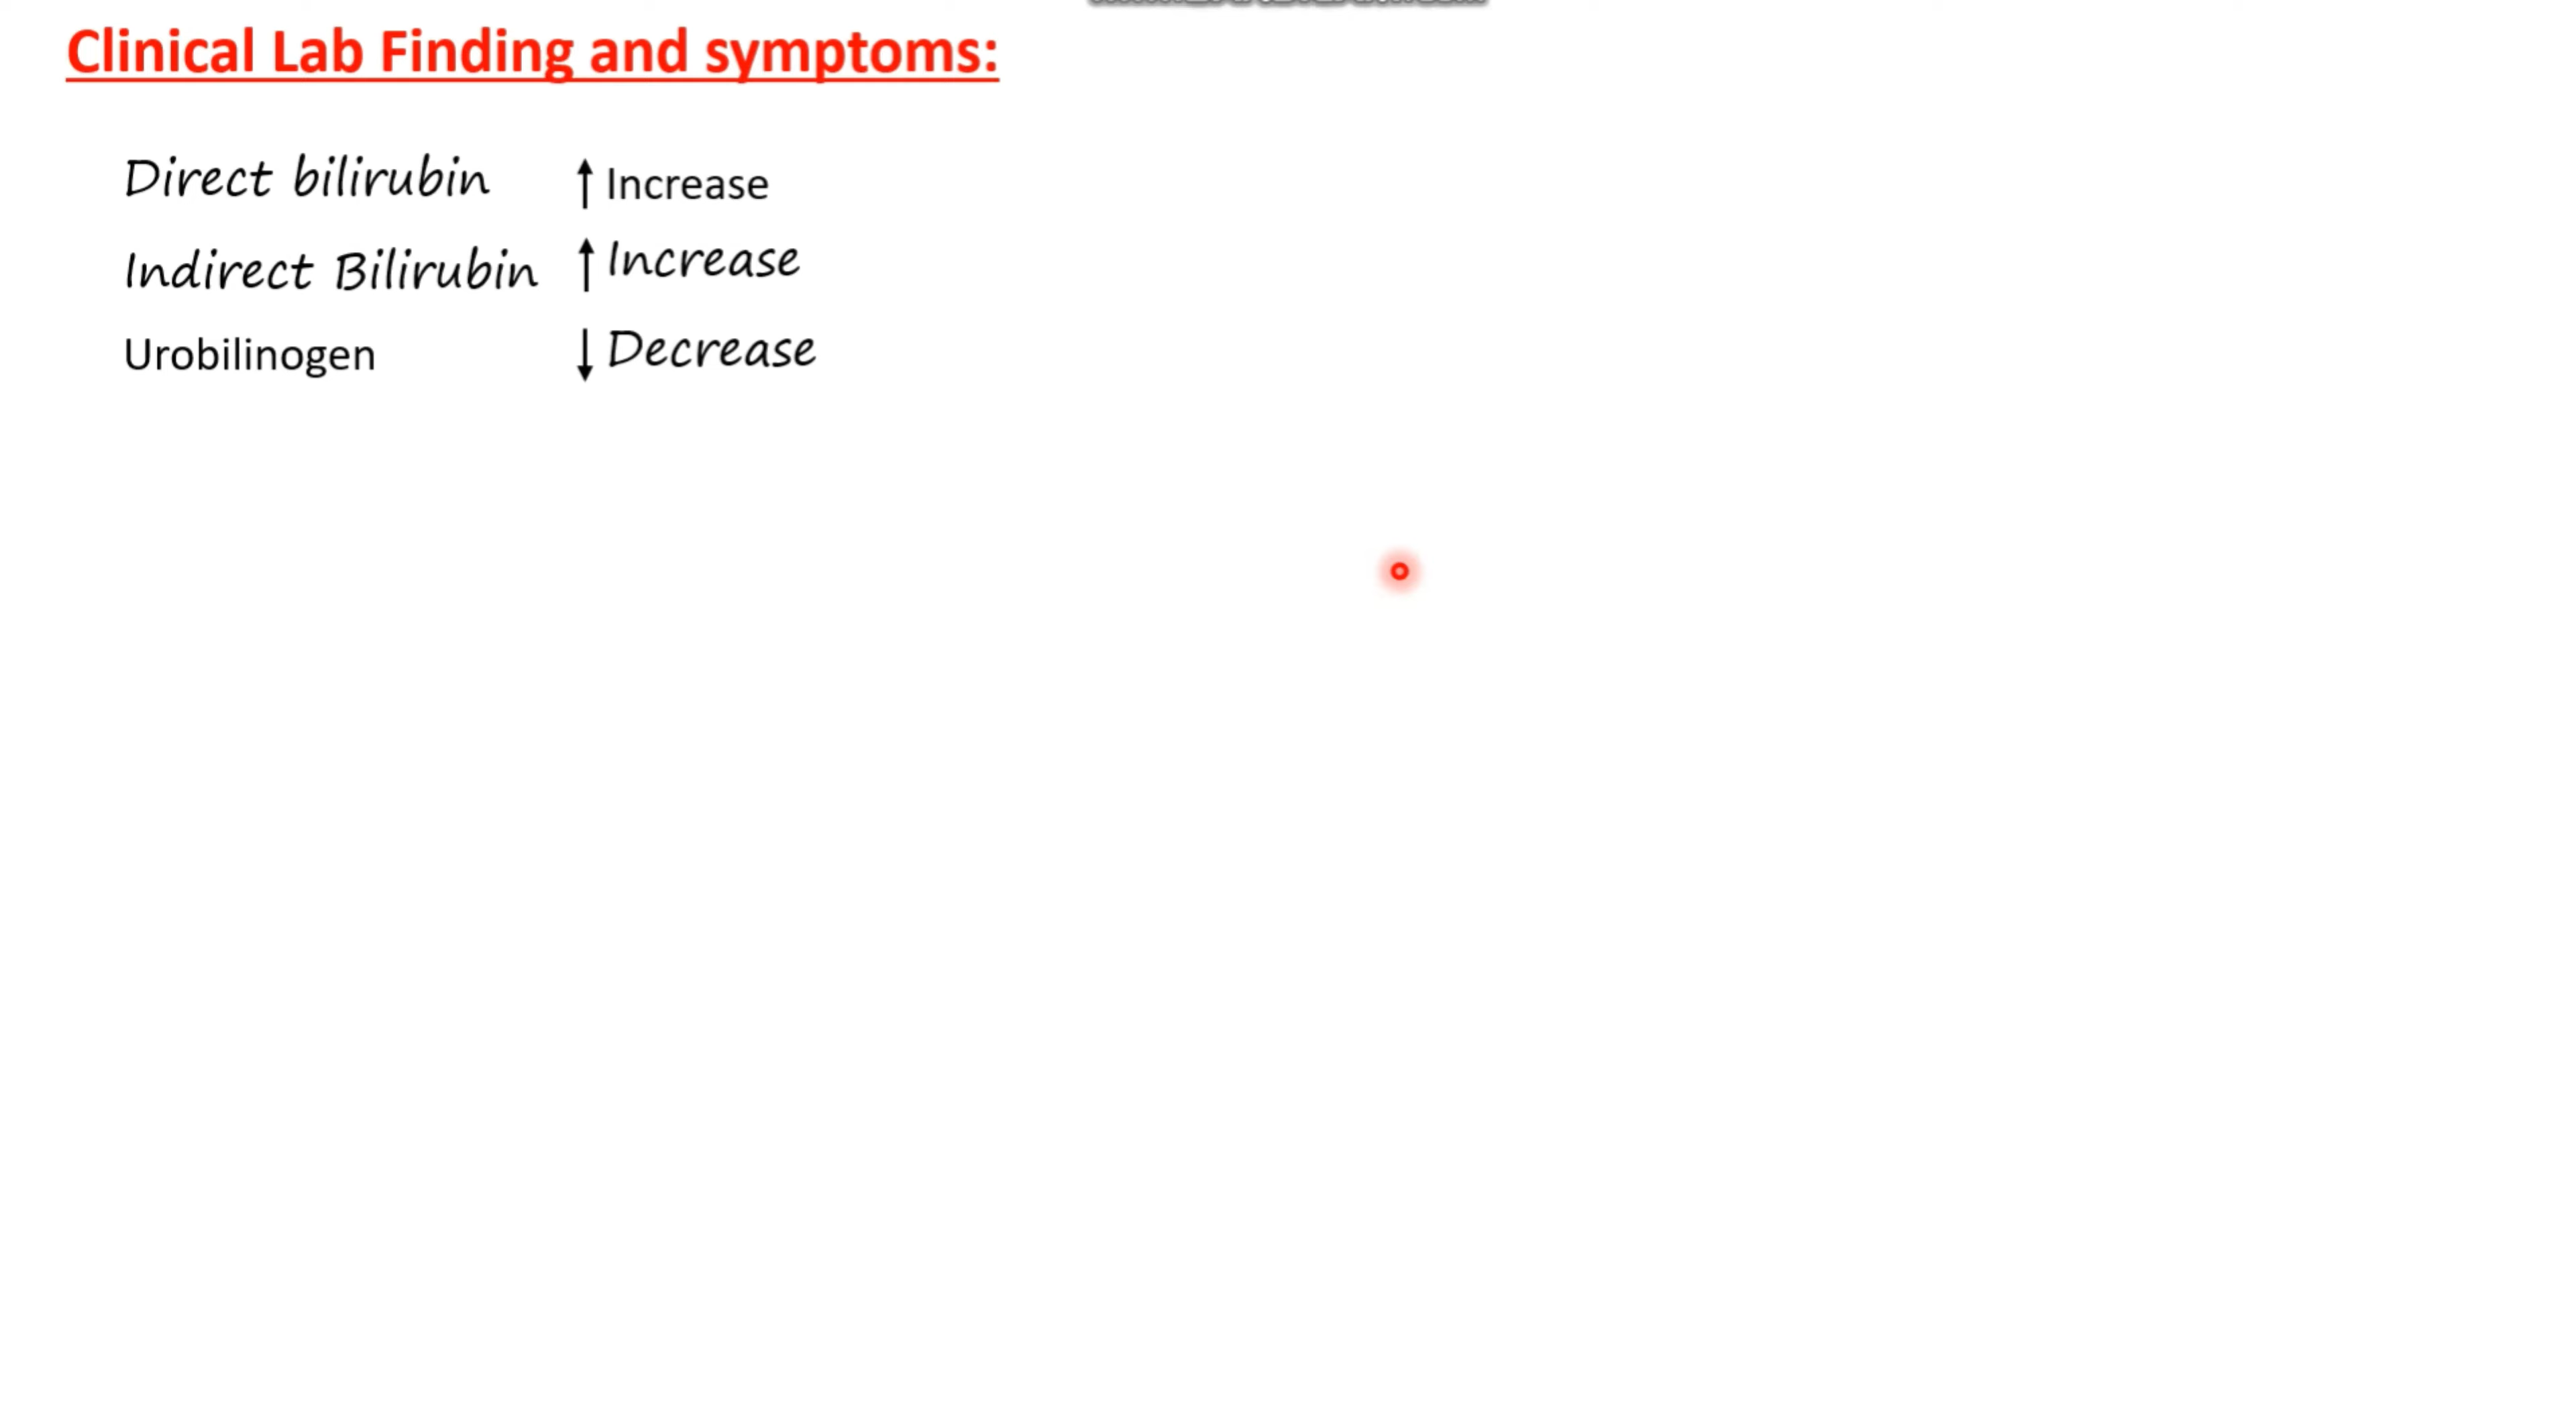 Clinical Lab Finding and symptoms:
Direct bilirubin ↑ Increase
Indirect Bilirubin ↑ Increase
Urobilinogen ↓ Decrease